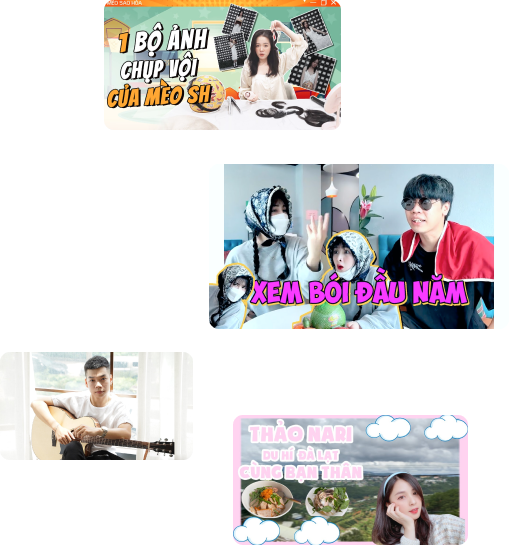 MÈO SAO HỎA
1 BỘ ẢNH
CHỤP VỘI
CỦA MÈO SH
XEM BÓI ĐẦU NĂM
THẢO NARI
DU HÍ ĐÀ LẠT
CÙNG BẠN THÂN